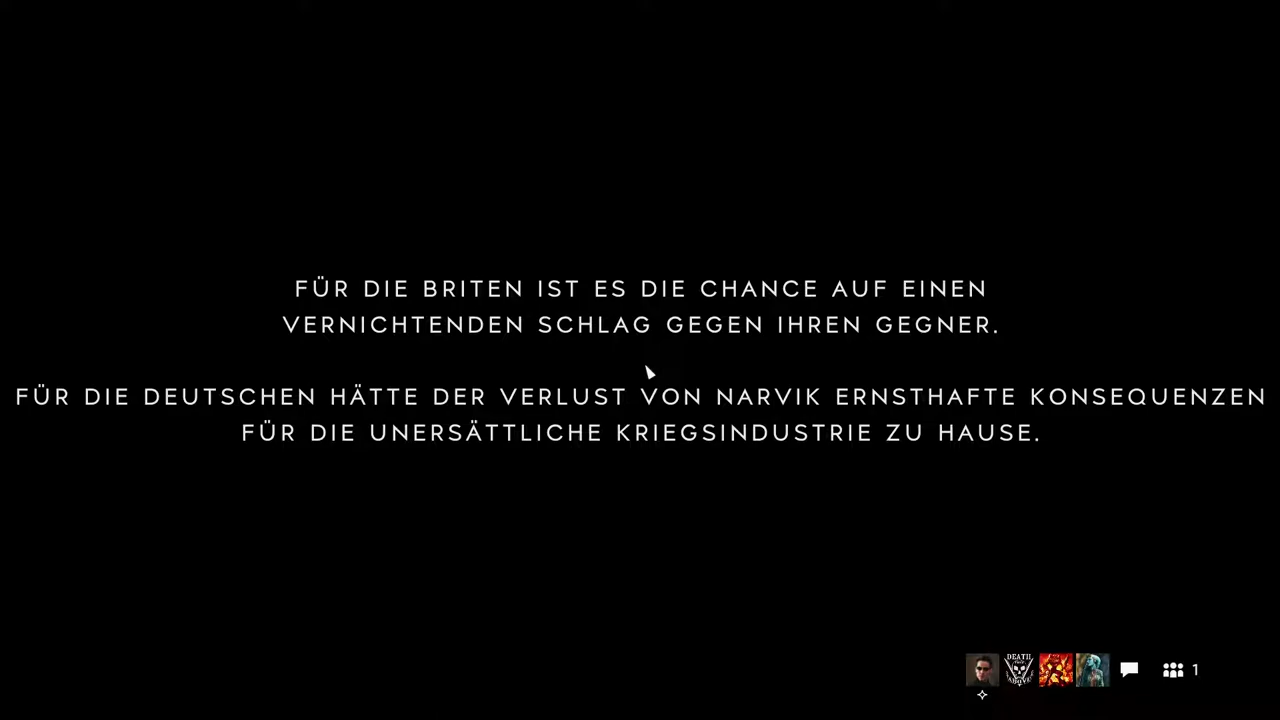 FÜR DIE BRITEN IST ES DIE CHANCE AUF EINEN
VERNICHTENDEN SCHLAG GEGEN IHREN GEGNER.
FÜR DIE DEUTSCHEN HÄTTE DER VERLUST VON NARVIK ERNSTHAFTE KONSEQUENZEN
FÜR DIE UNERSÄTTLICHE KRIEGSINDUSTRIE ZU HAUSE.
DEATH
1